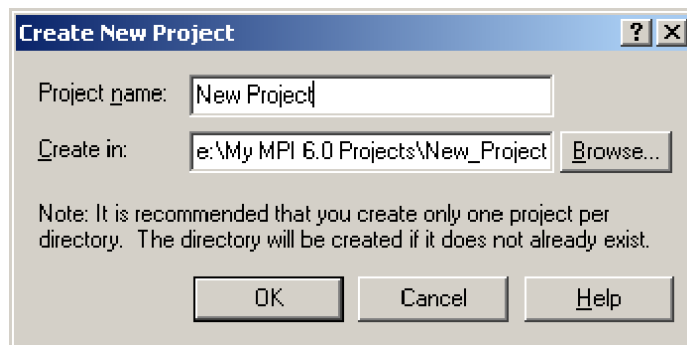 Create New Project
Project name: New Project
Create in: e:\My MPI 6.0 Projects\New_Project Browse...
Note: It is recommended that you create only one project per
directory. The directory will be created if it does not already exist.
OK Cancel Help